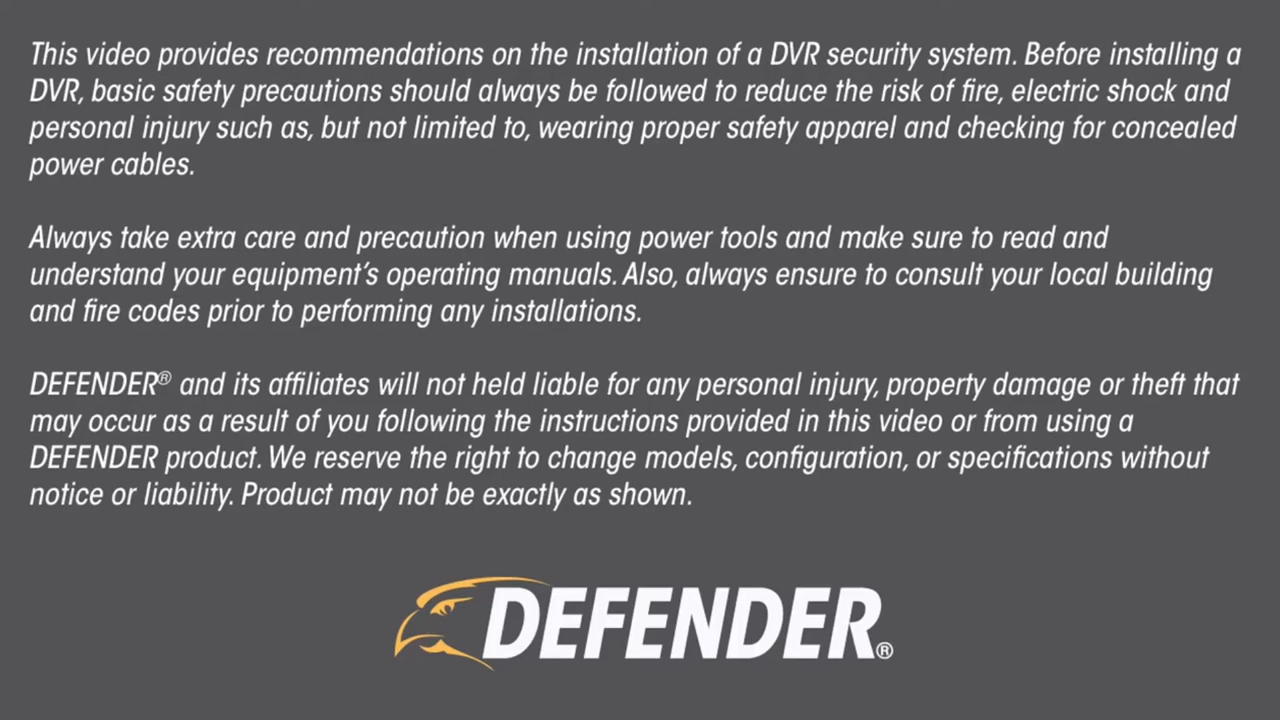 This video provides recommendations on the installation of a DVR security system. Before installing a
DVR, basic safety precautions should always be followed to reduce the risk of fire, electric shock and
personal injury such as, but not limited to, wearing proper safety apparel and checking for concealed
power cables.
Always take extra care and precaution when using power tools and make sure to read and
understand your equipment's operating manuals. Also, always ensure to consult your local building
and fire codes prior to performing any installations.
DEFENDER® and its affiliates will not held liable for any personal injury, property damage or theft that
may occur as a result of you following the instructions provided in this video or from using a
DEFENDER product. We reserve the right to change models, configuration, or specifications without
notice or liability. Product may not be exactly as shown.
DEFENDER®